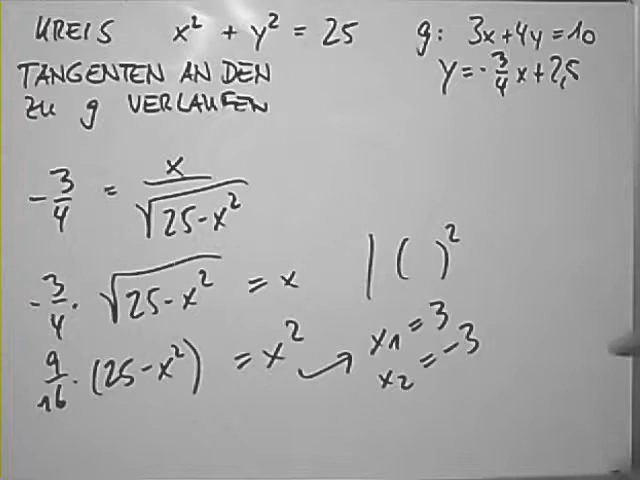 KREIS x² + y² = 25 g: 3x+4y=10
TANGENTEN AN DEN y=-3/4x+2,5
ZU g VERLAUFEN
-3/4 = x/√(25-x²)
-3/4 · √(25-x²) = x | ( )²
9/16 · (25-x²) = x² → x1=3
x2=-3